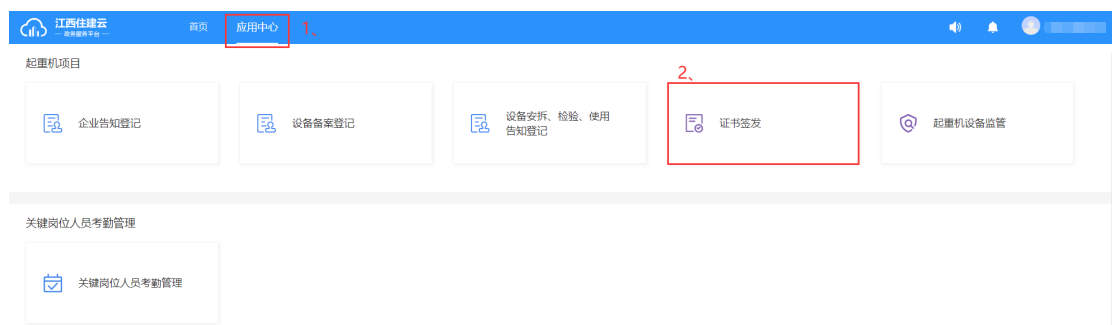 江西住建云
首页
应用中心
1、
政务服务平台
起重机项目
2、
企业告知登记
设备备案登记
设备安拆、检验、使用
告知登记
证书签发
起重机设备监管
关键岗位人员考勤管理
关键岗位人员考勤管理